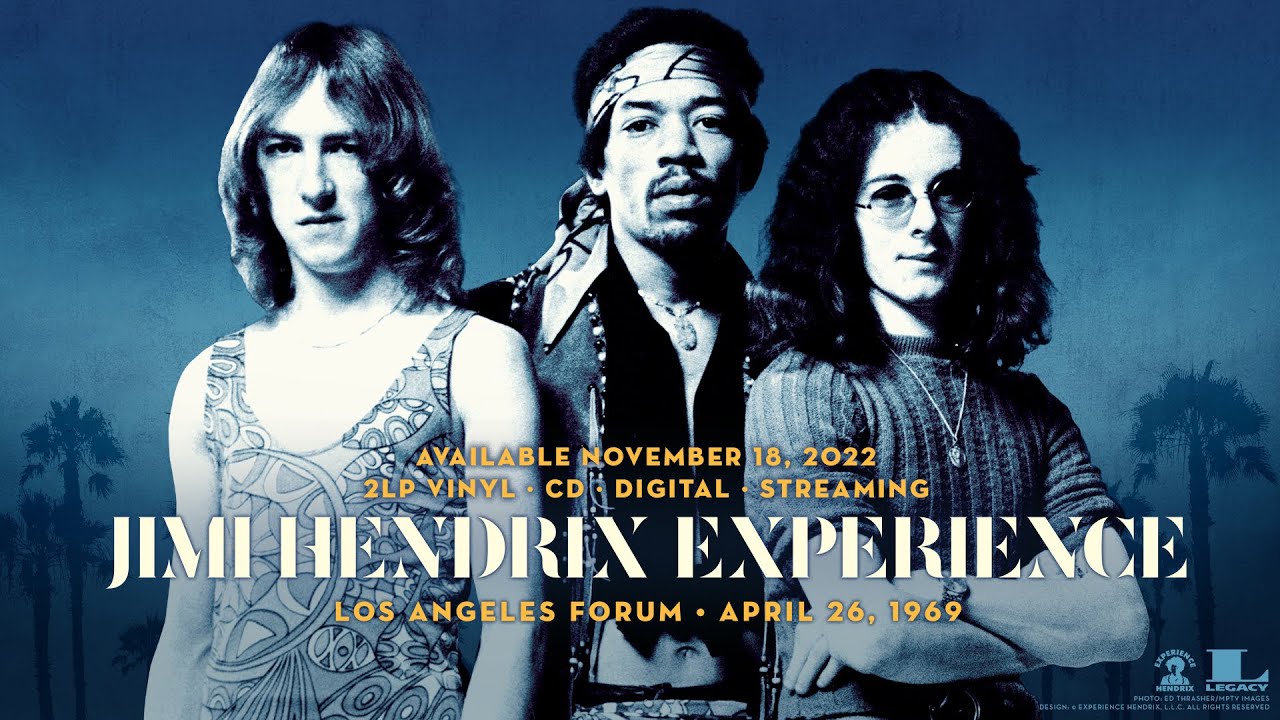 AVAILABLE NOVEMBER 18, 2022
2LP VINYL · CD · DIGITAL · STREAMING
JIMI HENDRIX EXPERIENCE
LOS ANGELES FORUM • APRIL 26, 1969
EXPERIENCE
HENDRIX
L
LEGACY
PHOTO: ED THRASHER/MPTV IMAGES
DESIGN: © EXPERIENCE HENDRIX, L.L.C. ALL RIGHTS RESERVED